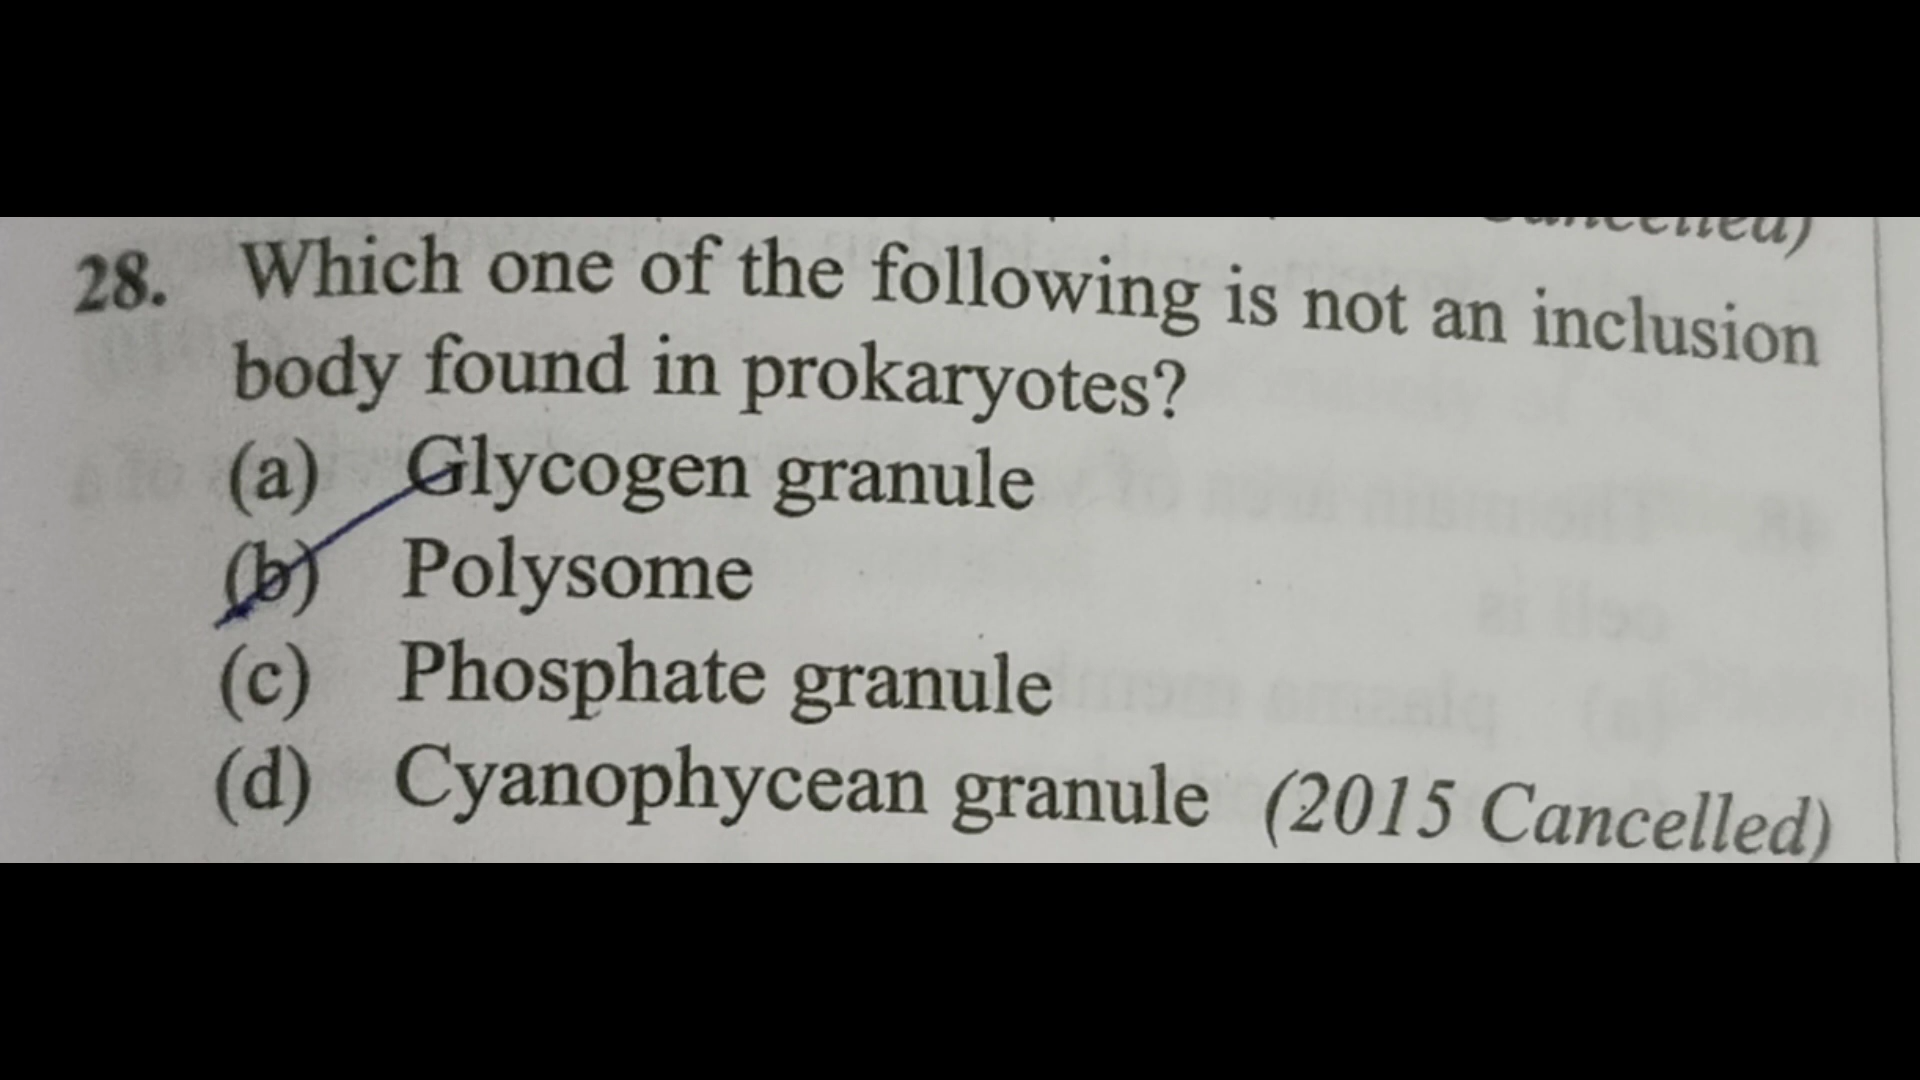 Cancelled)
28. Which one of the following is not an inclusion
body found in prokaryotes?
(a) Glycogen granule
(b) Polysome
(c) Phosphate granule
(d) Cyanophycean granule (2015 Cancelled)